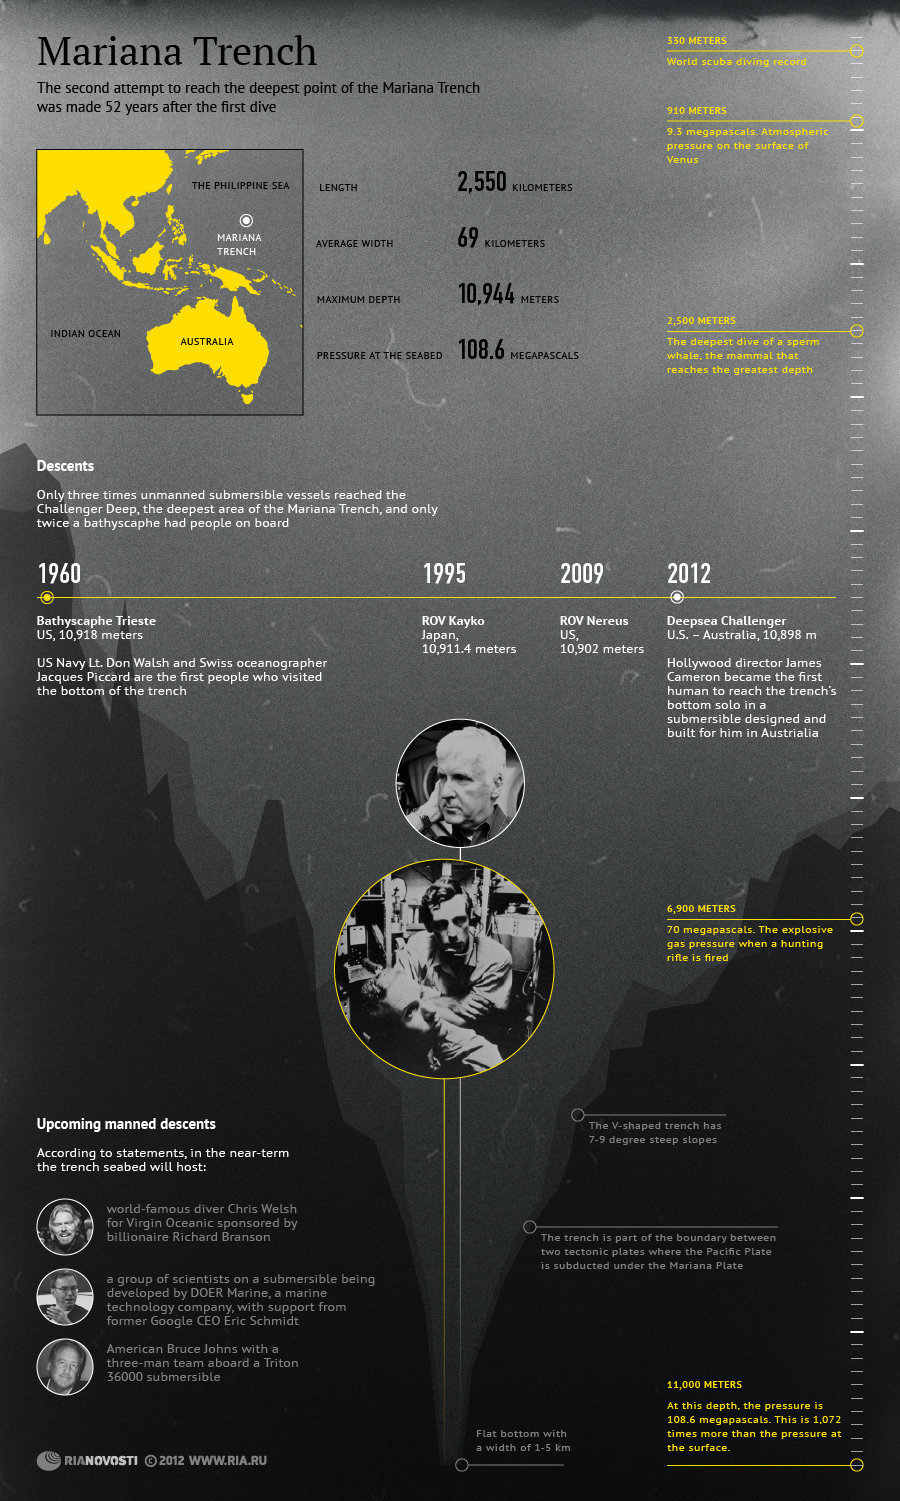 Mariana Trench
The second attempt to reach the deepest point of the Mariana Trench
was made 52 years after the first dive
THE PHILIPPINE SEA
MARIANA
TRENCH
INDIAN OCEAN
AUSTRALIA
LENGTH 2,550 KILOMETERS
AVERAGE WIDTH 69 KILOMETERS
MAXIMUM DEPTH 10,944 METERS
PRESSURE AT THE SEABED 108.6 MEGAPASCALS
330 METERS
World scuba diving record
910 METERS
9.3 megapascals. Atmospheric
pressure on the surface of
Venus
2,500 METERS
The deepest dive of a sperm
whale, the mammal that
reaches the greatest depth
Descents
Only three times unmanned submersible vessels reached the
Challenger Deep, the deepest area of the Mariana Trench, and only
twice a bathyscaphe had people on board
1960
Bathyscaphe Trieste
US, 10,918 meters
US Navy Lt. Don Walsh and Swiss oceanographer
Jacques Piccard are the first people who visited
the bottom of the trench
1995
ROV Kayko
Japan,
10,911.4 meters
2009
ROV Nereus
US,
10,902 meters
2012
Deepsea Challenger
U.S. – Australia, 10,898 m
Hollywood director James
Cameron became the first
human to reach the trench's
bottom solo in a
submersible designed and
built for him in Austrialia
6,900 METERS
70 megapascals. The explosive
gas pressure when a hunting
rifle is fired
The V-shaped trench has
7-9 degree steep slopes
The trench is part of the boundary between
two tectonic plates where the Pacific Plate
is subducted under the Mariana Plate
Upcoming manned descents
According to statements, in the near-term
the trench seabed will host:
world-famous diver Chris Welsh
for Virgin Oceanic sponsored by
billionaire Richard Branson
a group of scientists on a submersible being
developed by DOER Marine, a marine
technology company, with support from
former Google CEO Eric Schmidt
American Bruce Johns with a
three-man team aboard a Triton
36000 submersible
11,000 METERS
At this depth, the pressure is
108.6 megapascals. This is 1,072
times more than the pressure at
the surface.
Flat bottom with
a width of 1-5 km
RIANOVOSTI © 2012 WWW.RIA.RU